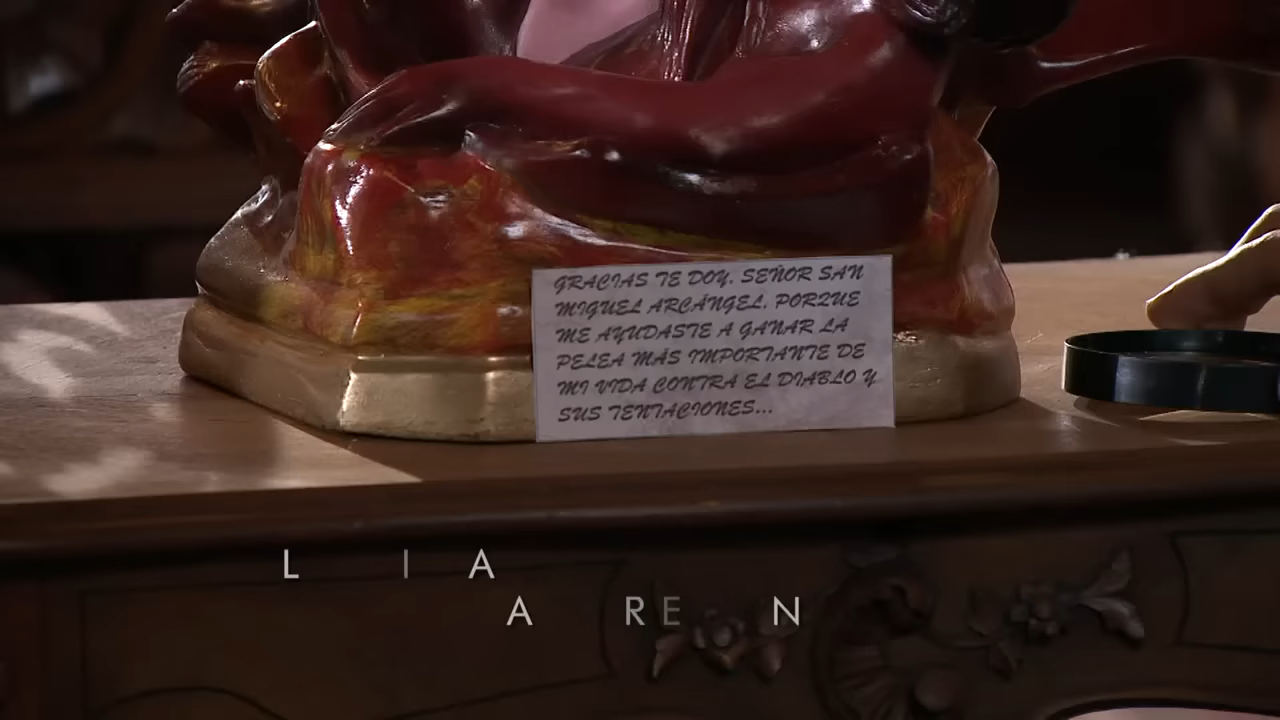 GRACIAS TE DOY, SEÑOR SAN
MIGUEL ARCÁNGEL, PORQUE
ME AYUDASTE A GANAR LA
PELEA MÁS IMPORTANTE DE
MI VIDA CONTRA EL DIABLO Y
SUS TENTACIONES...
L I A
A RE N